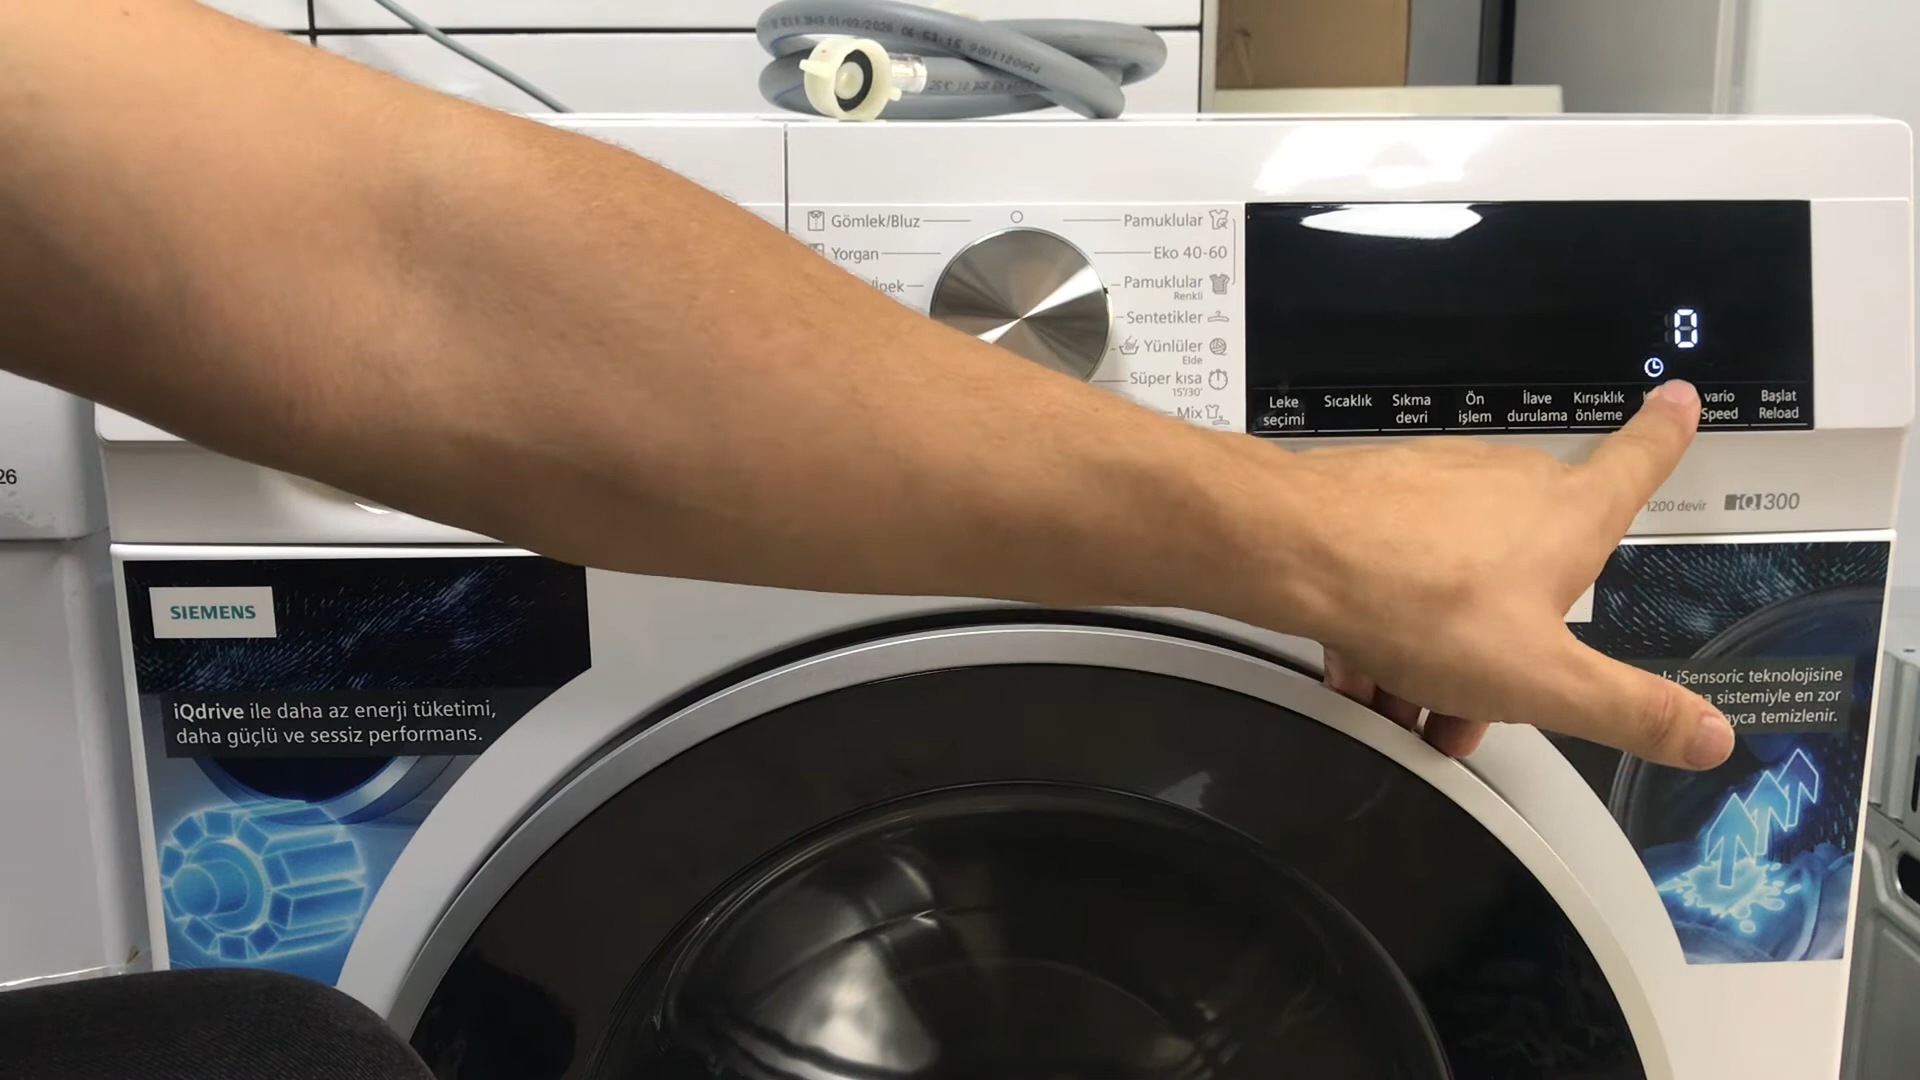 Gömlek/Bluz
Yorgan
/İpek
Pamuklular
Eko 40-60
Pamuklular
Renkli
Sentetikler
Yünlüler
Elde
Süper kısa
15'/30'
Mix
0
Leke
seçimi
Sıcaklık
Sıkma
devri
Ön
işlem
İlave
durulama
Kırışıklık
önleme
vario
Speed
Başlat
Reload
26
1200 devir
iQ300
SIEMENS
iQdrive ile daha az enerji tüketimi,
daha güçlü ve sessiz performans.
iSensoric teknolojisine
sistemiyle en zor
temizlenir.